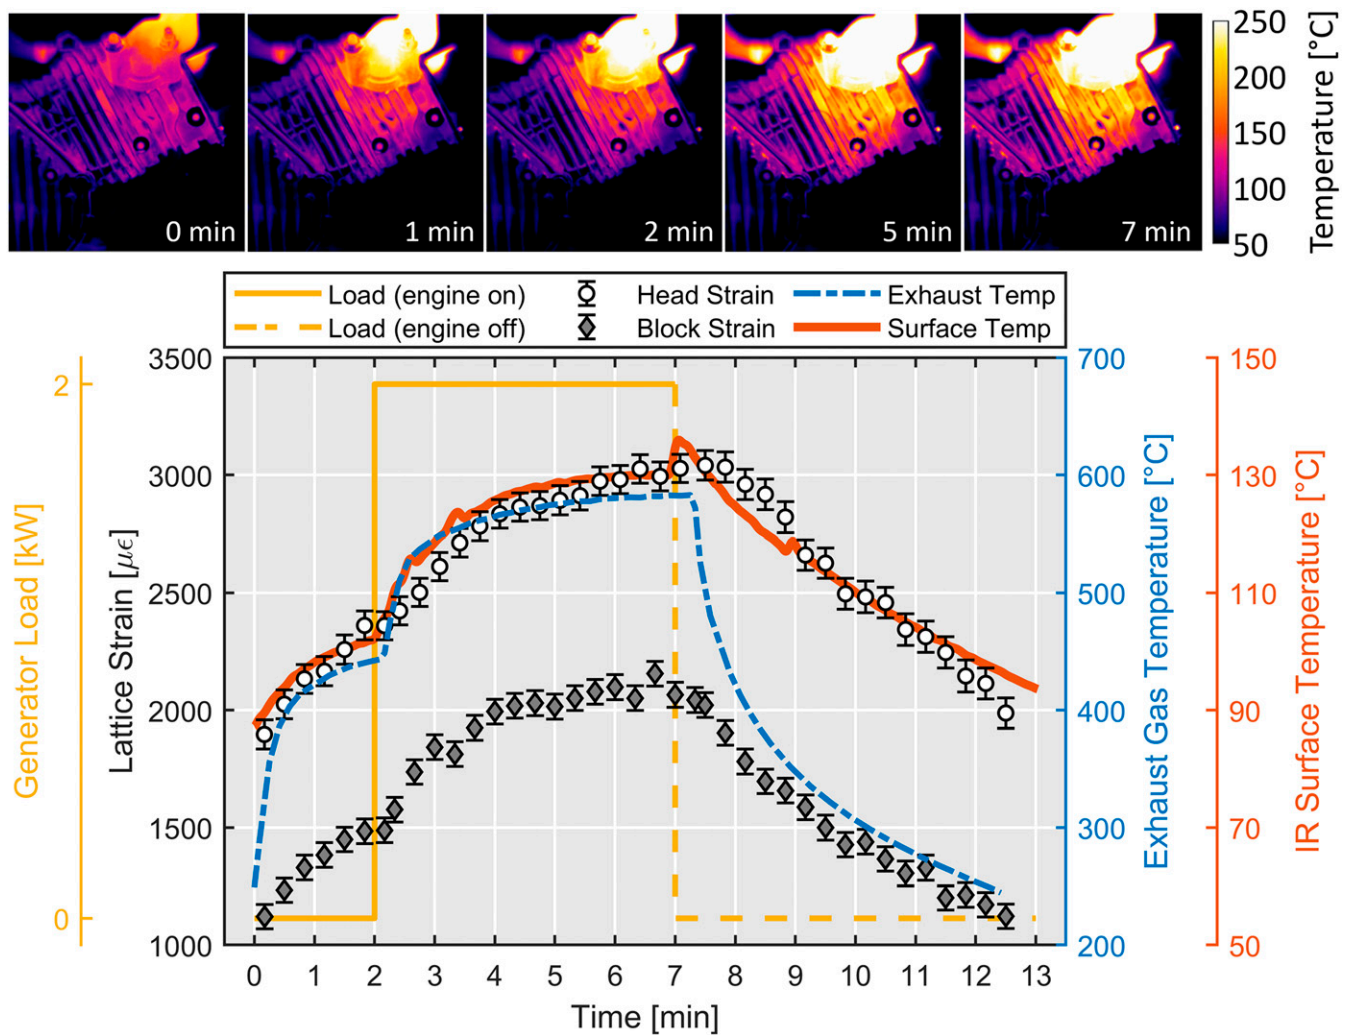 0 min
1 min
2 min
5 min
7 min
250
200
150
100
50
Temperature [°C]
Load (engine on)
Head Strain
Exhaust Temp
Load (engine off)
Block Strain
Surface Temp
Generator Load [kW]
2
0
Lattice Strain [με]
3500
3000
2500
2000
1500
1000
700
600
500
400
300
200
Exhaust Gas Temperature [°C]
150
130
110
90
70
50
IR Surface Temperature [°C]
0 1 2 3 4 5 6 7 8 9 10 11 12 13
Time [min]